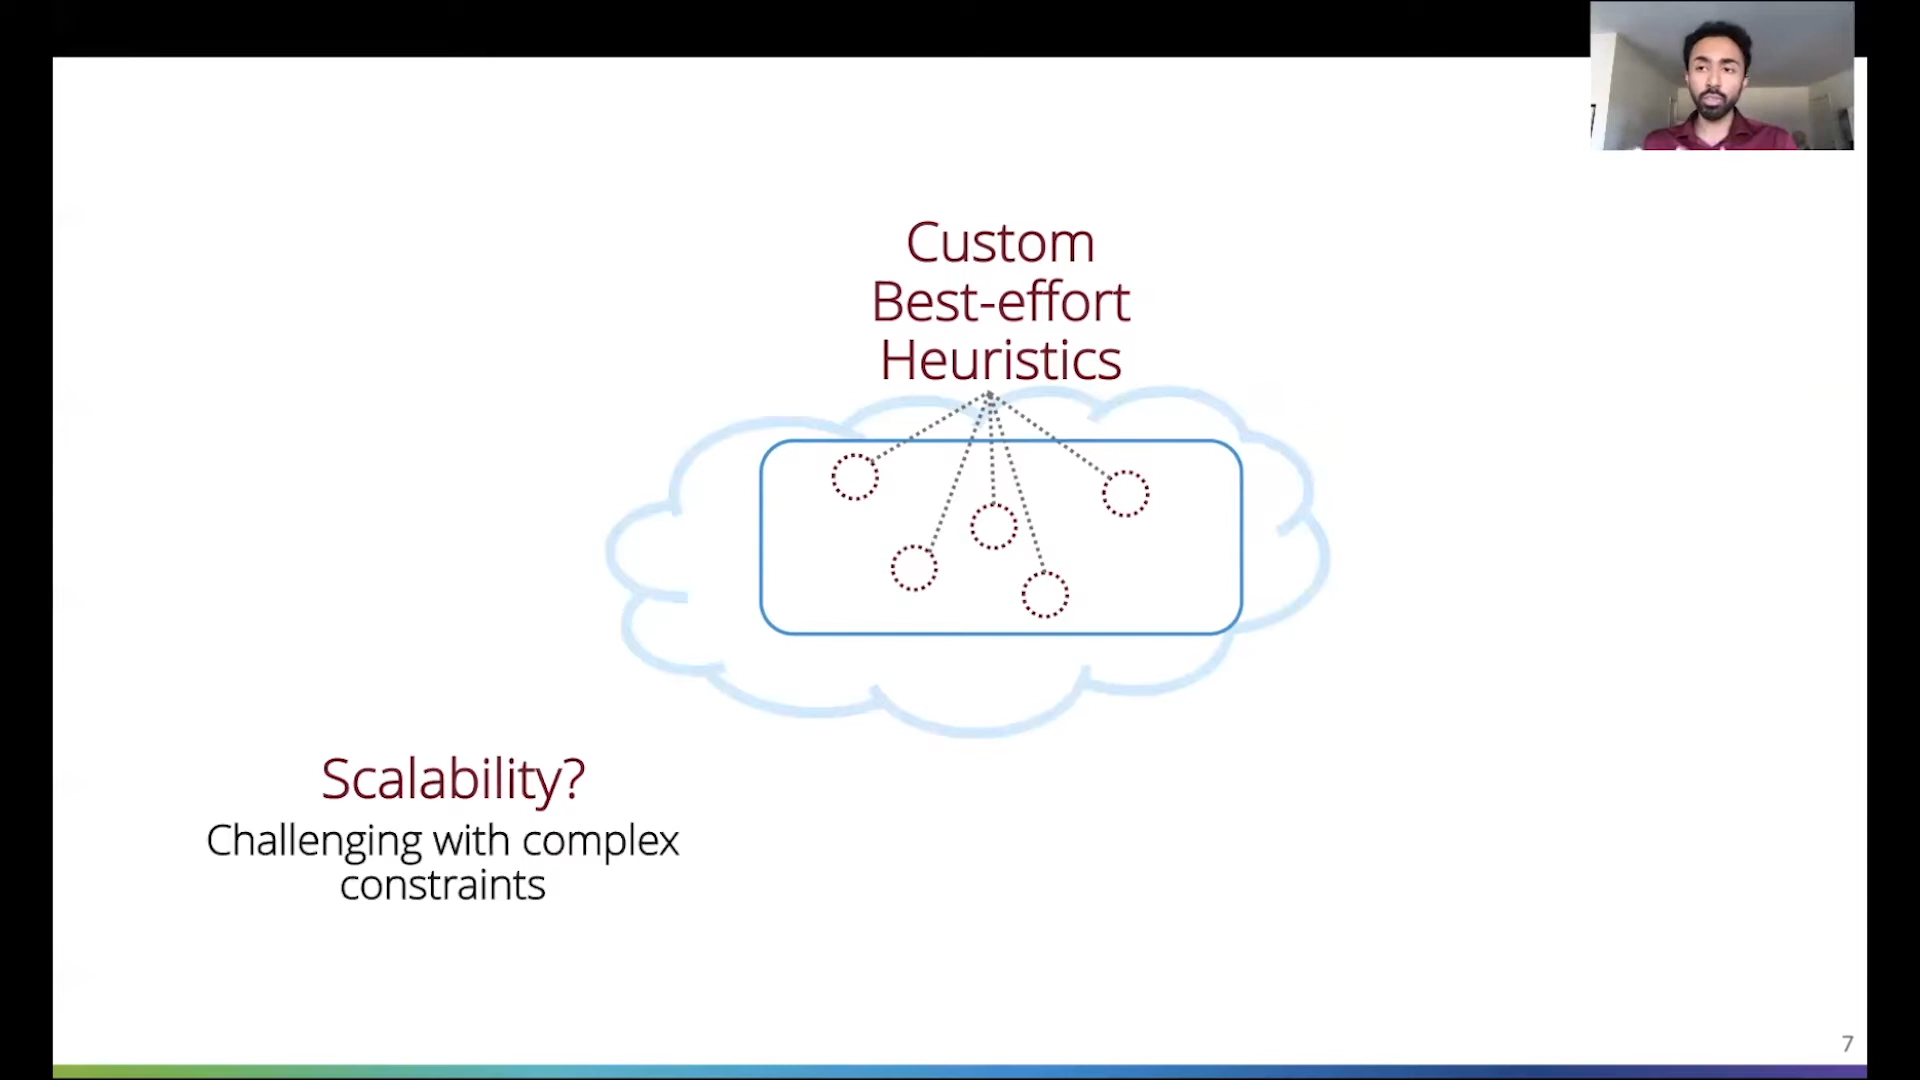 Custom
Best-effort
Heuristics
Scalability?
Challenging with complex
constraints
7